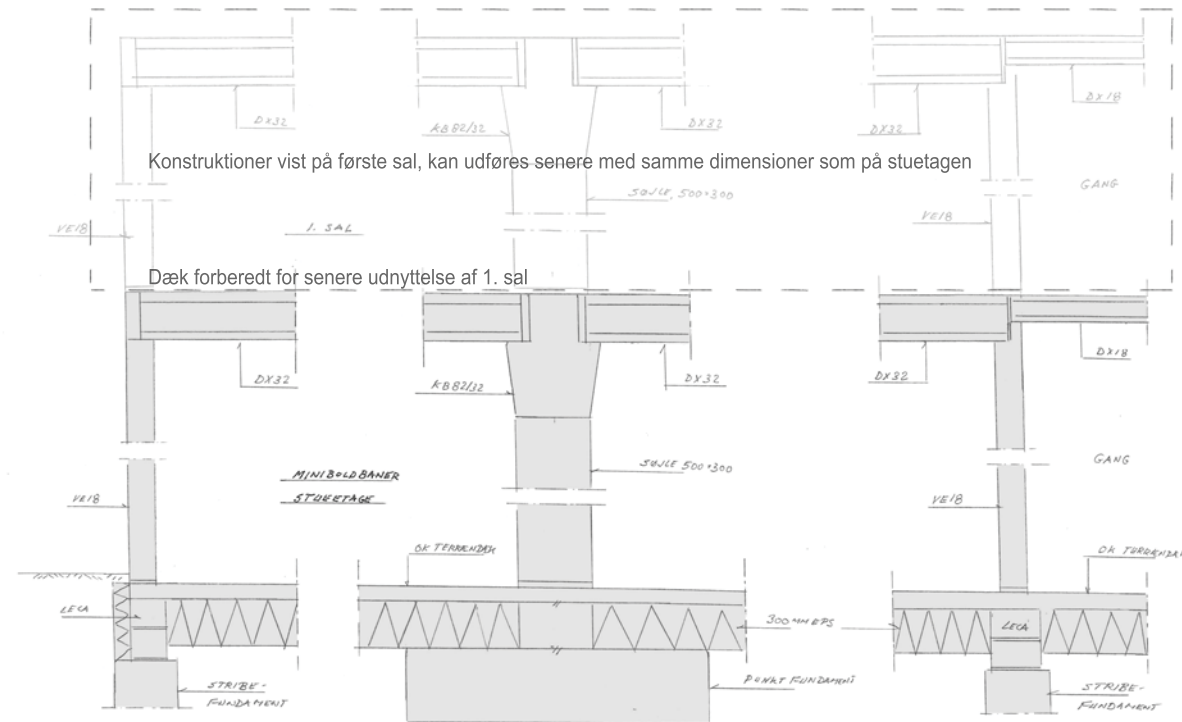 DX32
KB82/32
DX32
DX32
DX18
Konstruktioner vist på første sal, kan udføres senere med samme dimensioner som på stuetagen
SØJLE, 500*300
GANG
VE18
1. SAL
VE18
Dæk forberedt for senere udnyttelse af 1. sal
DX32
KB82/32
DX32
DX32
DX18
MINIBOLDBANER
STUEETAGE
SØJLE 500*300
GANG
VE18
VE18
OK TERRÆNDÆK
OK TERRÆNDÆK
LECA
300 MM EPS
LECA
STRIBE-
FUNDAMENT
PUNKT FUNDAMENT
STRIBE-
FUNDAMENT